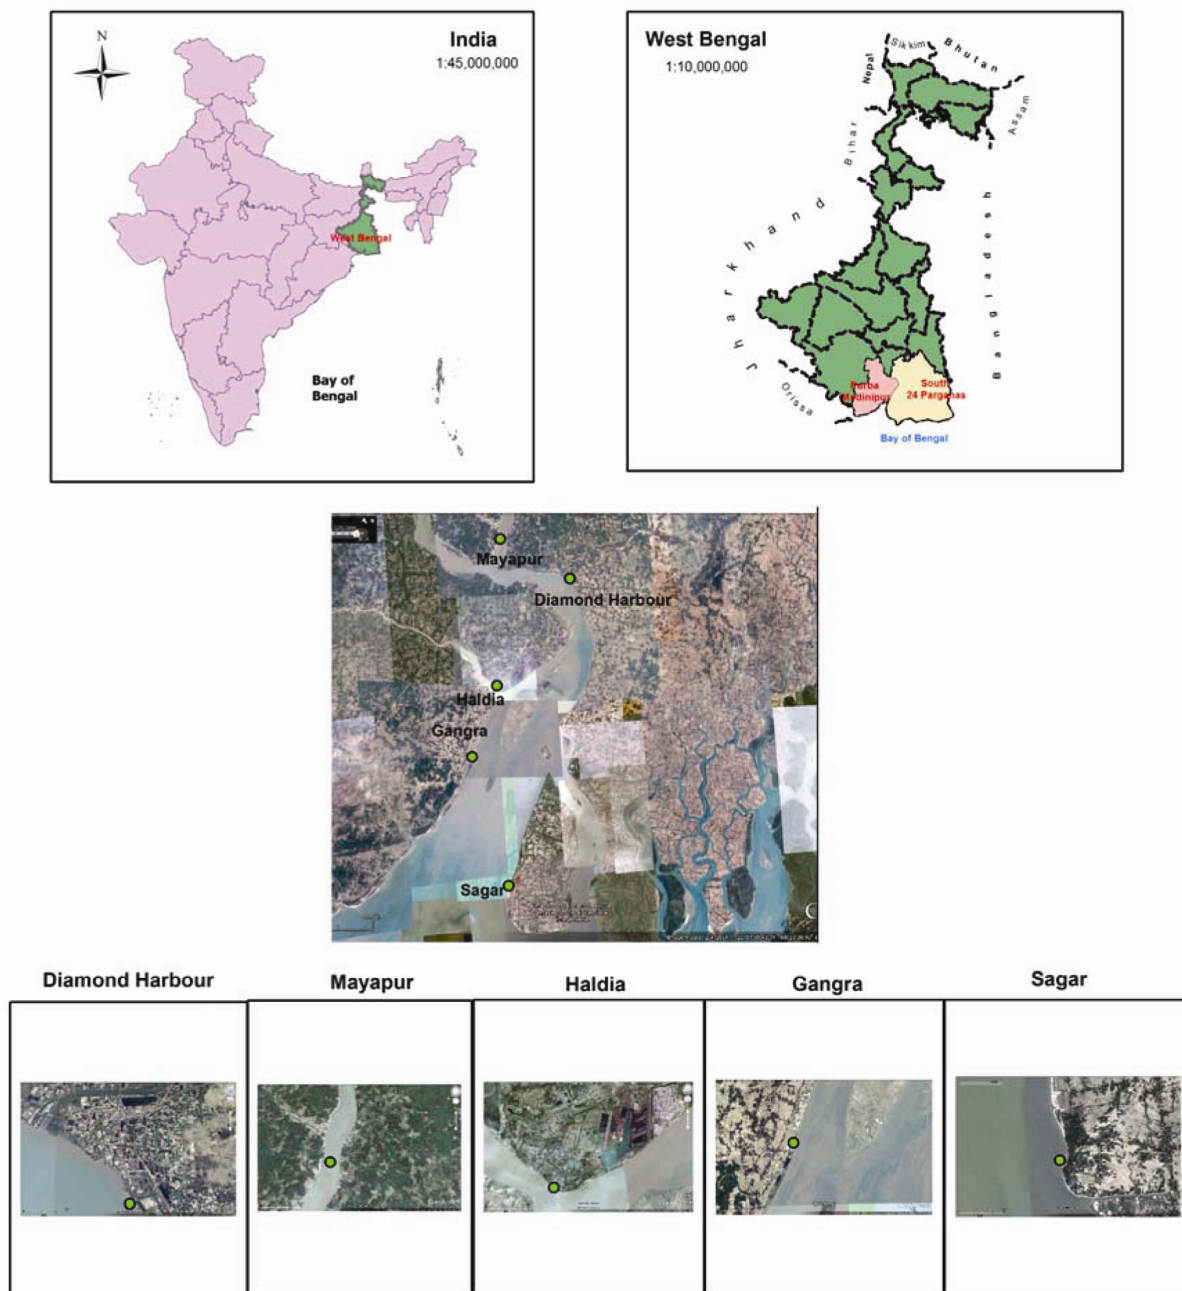 N
India
1:45,000,000
West Bengal
Bay of
Bengal
West Bengal
1:10,000,000
Nepal
Sikkim
Bhutan
Assam
Bihar
Jharkhand
Bangladesh
Orissa
Purba
Medinipur
South
24 Parganas
Bay of Bengal
Mayapur
Diamond Harbour
Haldia
Gangra
Sagar
Diamond Harbour
Mayapur
Haldia
Gangra
Sagar